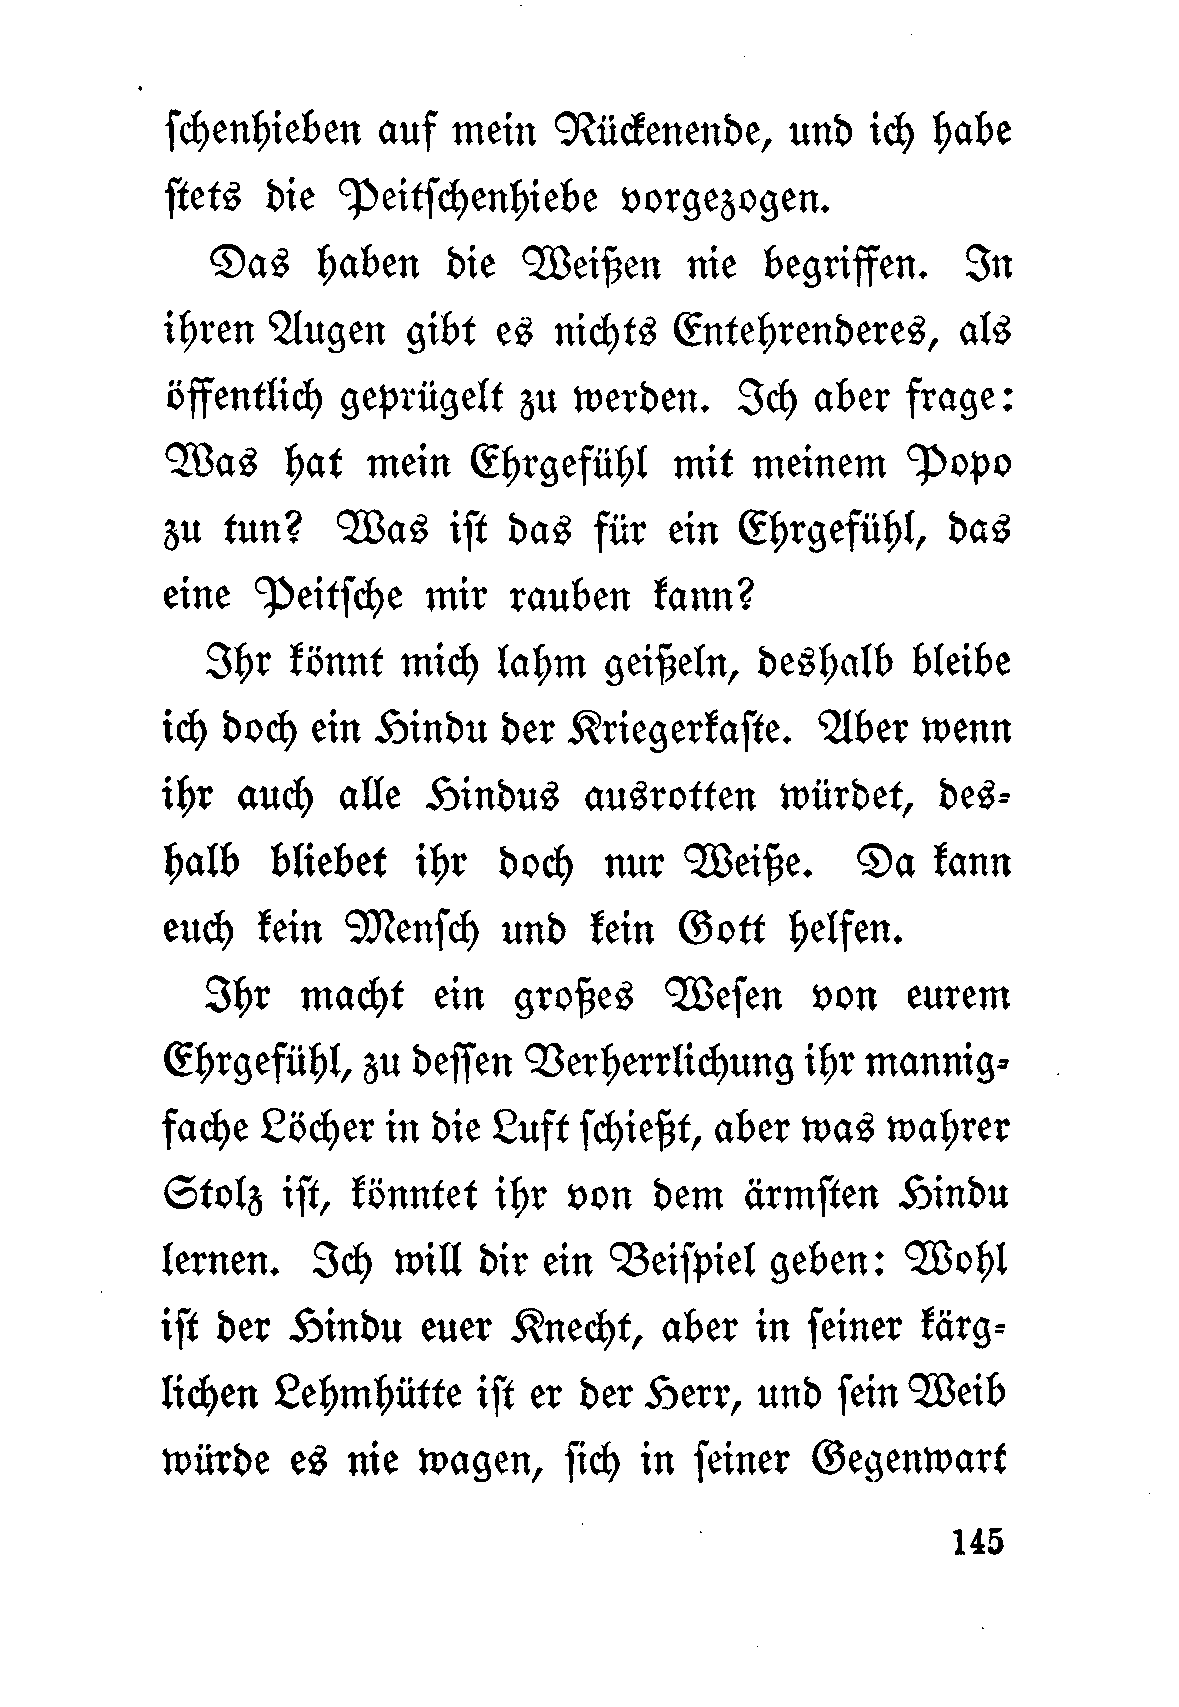 schenhieben auf mein Rückenende, und ich habe
stets die Peitschenhiebe vorgezogen.
Das haben die Weißen nie begriffen. In
ihren Augen gibt es nichts Entehrenderes, als
öffentlich geprügelt zu werden. Ich aber frage:
Was hat mein Ehrgefühl mit meinem Popo
zu tun? Was ist das für ein Ehrgefühl, das
eine Peitsche mir rauben kann?
Ihr könnt mich lahm geißeln, deshalb bleibe
ich doch ein Hindu der Kriegerkaste. Aber wenn
ihr auch alle Hindus ausrotten würdet, des-
halb bliebet ihr doch nur Weiße. Da kann
euch kein Mensch und kein Gott helfen.
Ihr macht ein großes Wesen von eurem
Ehrgefühl, zu dessen Verherrlichung ihr mannig-
fache Löcher in die Luft schießt, aber was wahrer
Stolz ist, könntet ihr von dem ärmsten Hindu
lernen. Ich will dir ein Beispiel geben: Wohl
ist der Hindu euer Knecht, aber in seiner kärg-
lichen Lehmhütte ist er der Herr, und sein Weib
würde es nie wagen, sich in seiner Gegenwart
145